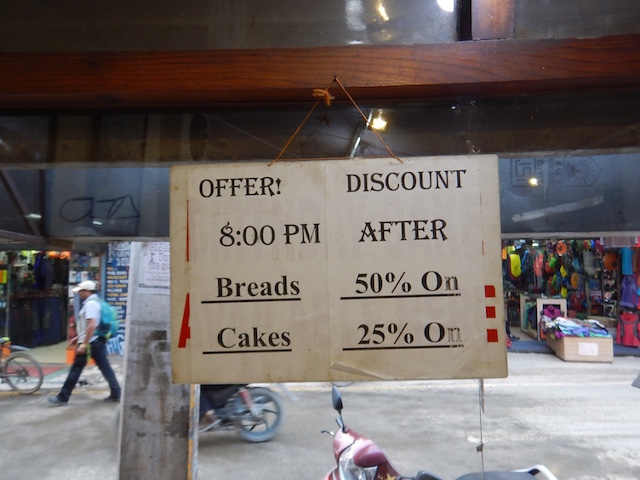 OFFER! DISCOUNT
8:00 PM AFTER
Breads 50% On
Cakes 25% On